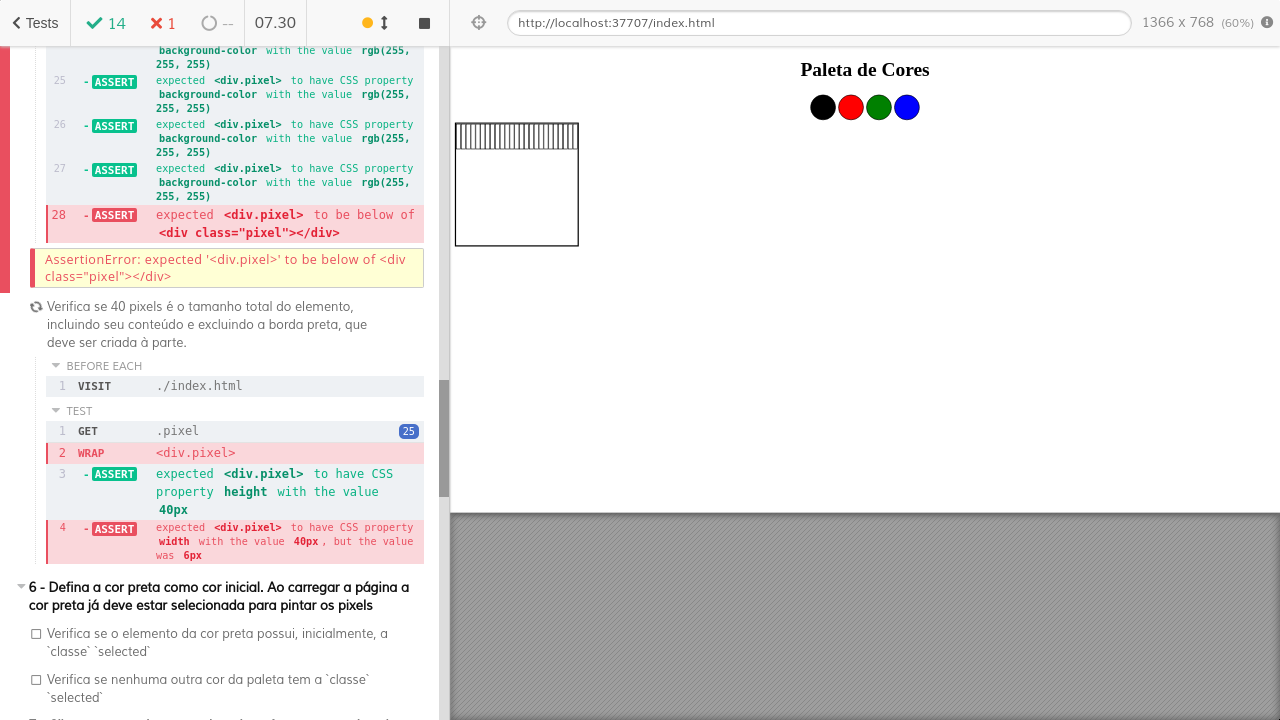 Tests 14 1 -- 07.30 http://localhost:37707/index.html 1366 x 768 (60%)
background-color with the value rgb(255,
255, 255)
25 - ASSERT expected <div.pixel> to have CSS property
background-color with the value rgb(255,
255, 255)
26 - ASSERT expected <div.pixel> to have CSS property
background-color with the value rgb(255,
255, 255)
27 - ASSERT expected <div.pixel> to have CSS property
background-color with the value rgb(255,
255, 255)
28 - ASSERT expected <div.pixel> to be below of
<div class="pixel"></div>
AssertionError: expected '<div.pixel>' to be below of <div
class="pixel"></div>
Verifica se 40 pixels é o tamanho total do elemento,
incluindo seu conteúdo e excluindo a borda preta, que
deve ser criada à parte.
BEFORE EACH
1 VISIT ./index.html
TEST
1 GET .pixel 25
2 WRAP <div.pixel>
3 - ASSERT expected <div.pixel> to have CSS
property height with the value
40px
4 - ASSERT expected <div.pixel> to have CSS property
width with the value 40px, but the value
was 6px
6 - Defina a cor preta como cor inicial. Ao carregar a página a
cor preta já deve estar selecionada para pintar os pixels
Verifica se o elemento da cor preta possui, inicialmente, a
`classe` `selected`
Verifica se nenhuma outra cor da paleta tem a `classe`
`selected`
Paleta de Cores